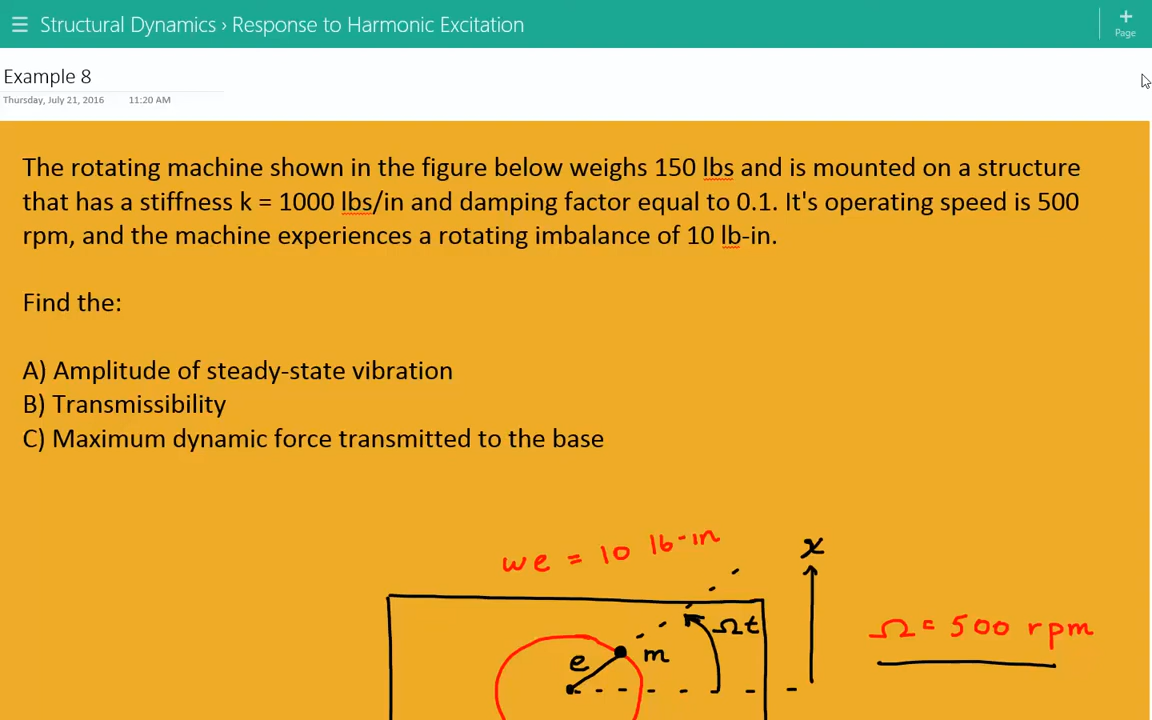 Structural Dynamics › Response to Harmonic Excitation
Page
Example 8
Thursday, July 21, 2016 11:20 AM
The rotating machine shown in the figure below weighs 150 lbs and is mounted on a structure
that has a stiffness k = 1000 lbs/in and damping factor equal to 0.1. It's operating speed is 500
rpm, and the machine experiences a rotating imbalance of 10 lb-in.
Find the:
A) Amplitude of steady-state vibration
B) Transmissibility
C) Maximum dynamic force transmitted to the base
we = 10 lb-in
x
Ωt
Ω = 500 rpm
e
m